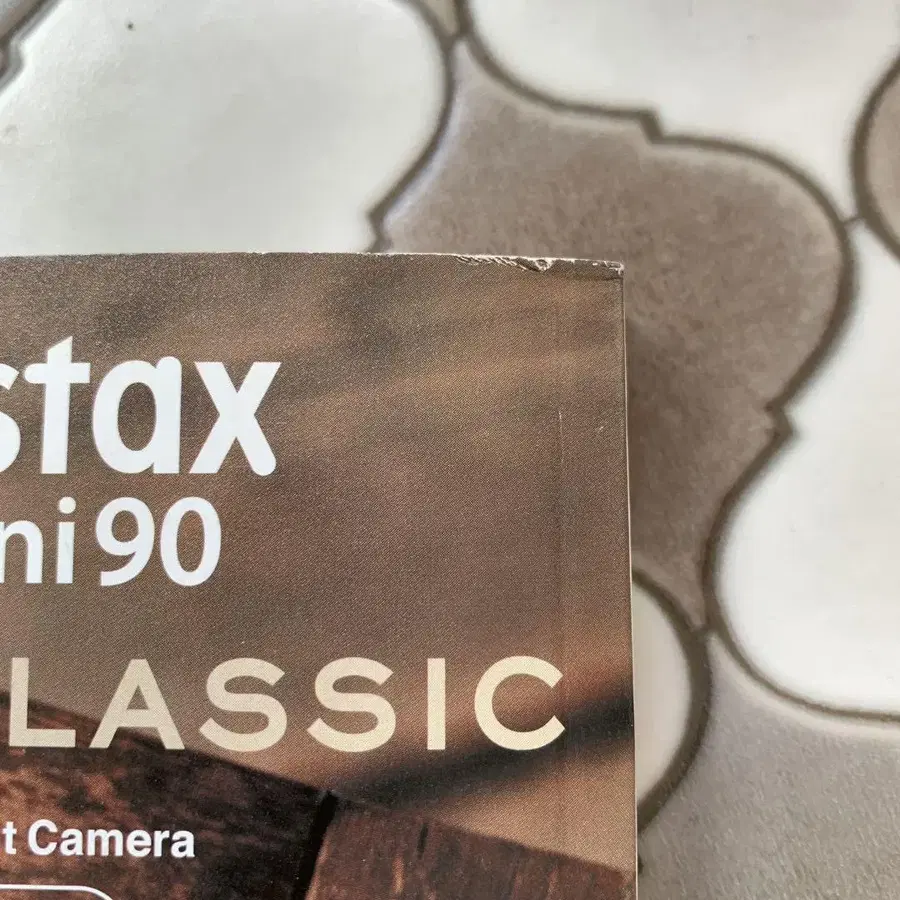 stax
ni 90
LASSIC
t Camera